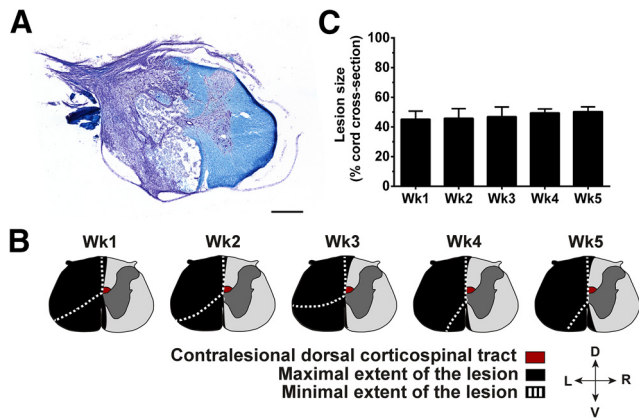 A
C
Lesion size
(% cord cross-section)
100
80
60
40
20
0
Wk1 Wk2 Wk3 Wk4 Wk5
B
Wk1 Wk2 Wk3 Wk4 Wk5
Contralesional dorsal corticospinal tract
Maximal extent of the lesion
Minimal extent of the lesion
D
L R
V